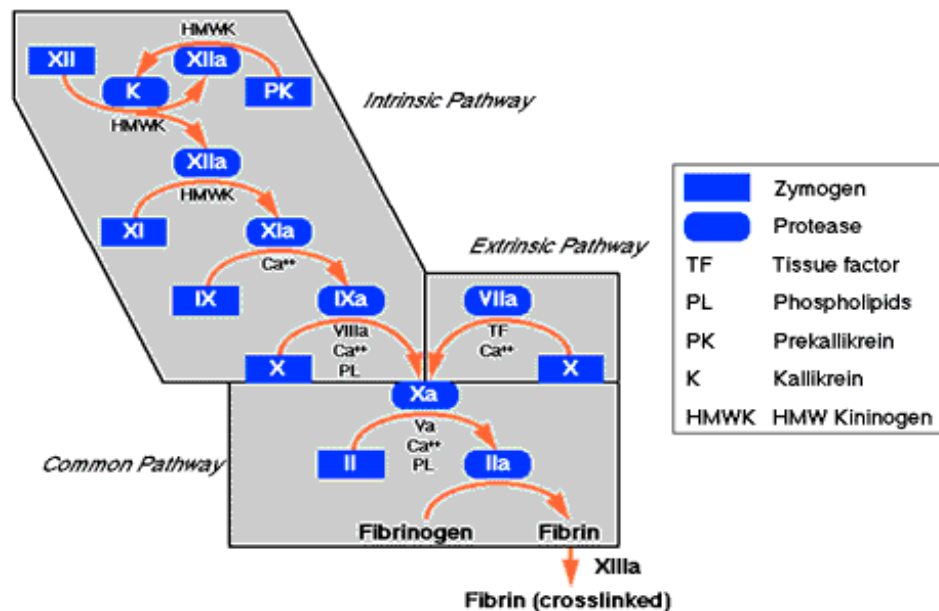 HMWK
XII
XIIa
K
PK
HMWK
Intrinsic Pathway
XIIa
HMWK
XI
XIa
Ca++
Extrinsic Pathway
IX
IXa
VIIa
VIIIa
Ca++
PL
TF
Ca++
X
X
Xa
Va
Ca++
PL
Common Pathway
II
IIa
Fibrinogen
Fibrin
XIIIa
Fibrin (crosslinked)
Zymogen
Protease
TF Tissue factor
PL Phospholipids
PK Prekallikrein
K Kallikrein
HMWK HMW Kininogen